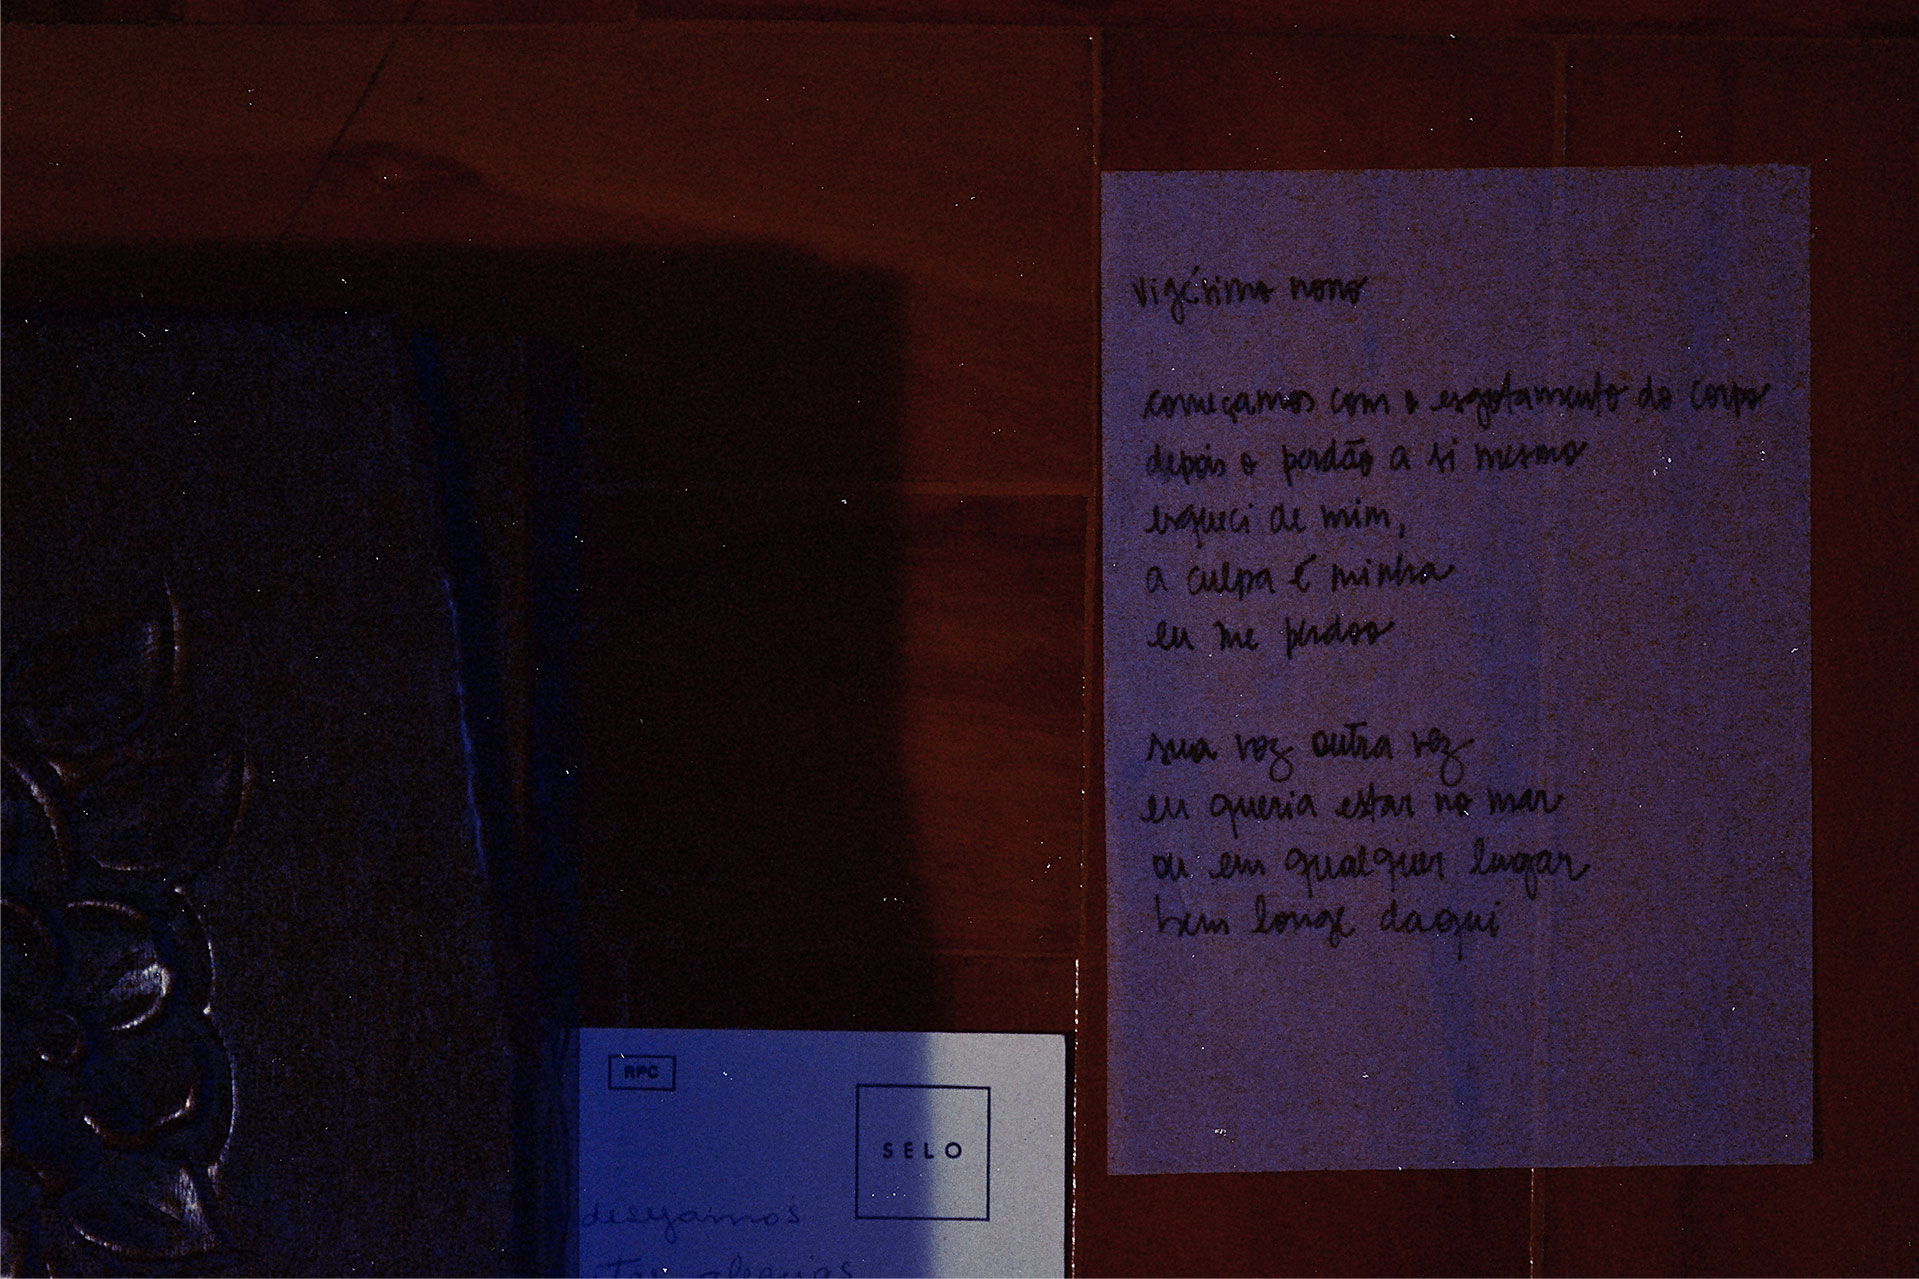 vigésimo nono
começamos com o esgotamento do corpo
depois o perdão a si mesmo
esqueci de mim,
a culpa é minha
eu me perdoo
sua voz outra vez
eu queria estar no mar
ou em qualquer lugar
bem longe daqui
RPC
SELO
desejamos
alegrias